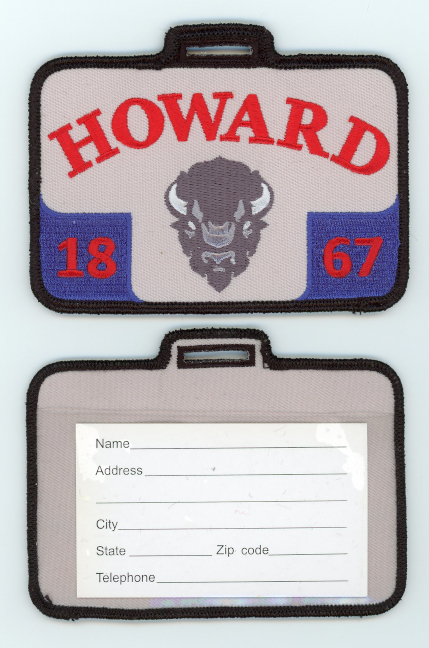 HOWARD
18 67
Name
Address
City
State Zip code
Telephone